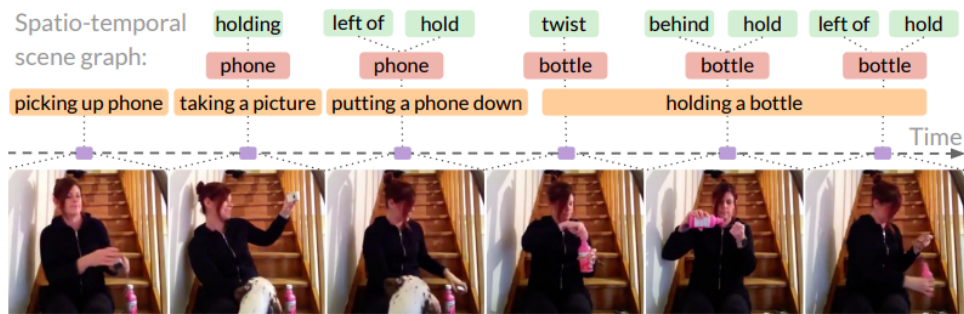 Spatio-temporal
scene graph:
holding
left of
hold
twist
behind
hold
left of
hold
phone
phone
bottle
bottle
bottle
picking up phone
taking a picture
putting a phone down
holding a bottle
Time